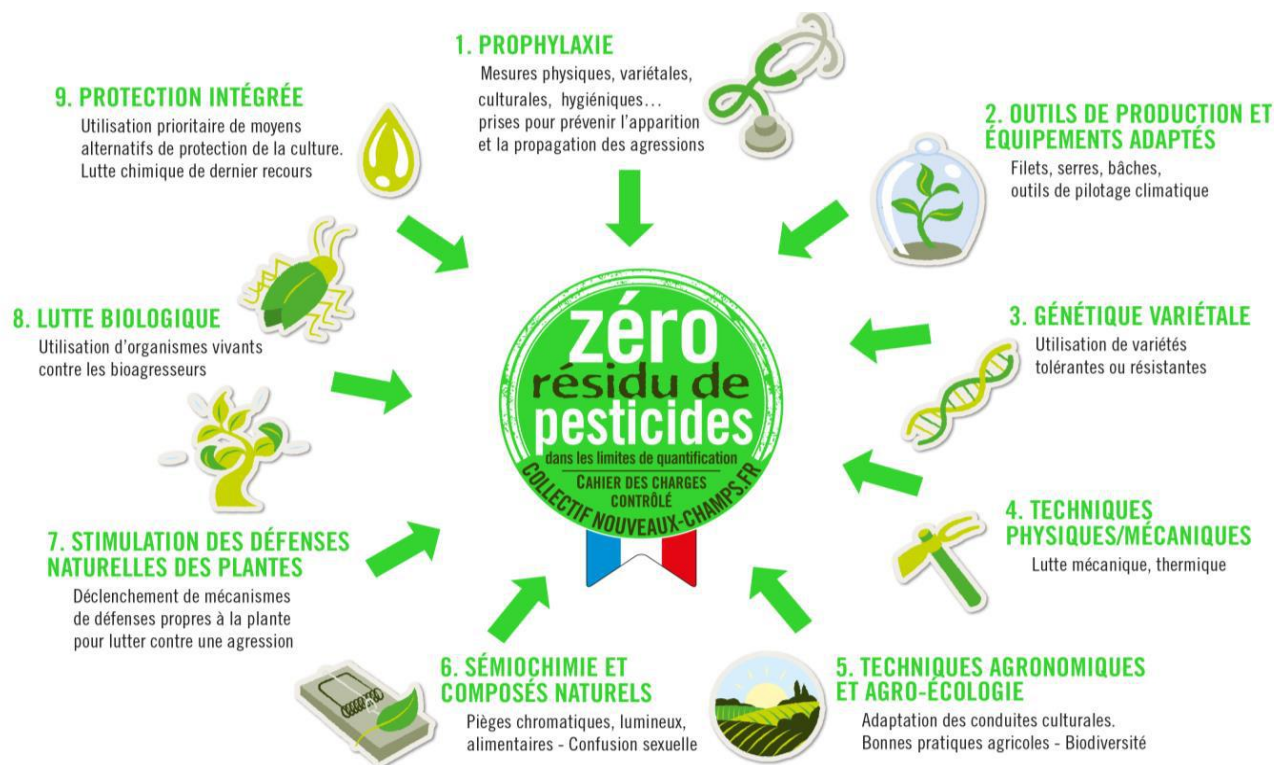 1. PROPHYLAXIE
Mesures physiques, variétales,
culturales, hygiéniques...
prises pour prévenir l'apparition
et la propagation des agressions
2. OUTILS DE PRODUCTION ET
ÉQUIPEMENTS ADAPTÉS
Filets, serres, bâches,
outils de pilotage climatique
3. GÉNÉTIQUE VARIÉTALE
Utilisation de variétés
tolérantes ou résistantes
4. TECHNIQUES
PHYSIQUES/MÉCANIQUES
Lutte mécanique, thermique
5. TECHNIQUES AGRONOMIQUES
ET AGRO-ÉCOLOGIE
Adaptation des conduites culturales.
Bonnes pratiques agricoles - Biodiversité
6. SÉMIOCHIMIE ET
COMPOSÉS NATURELS
Pièges chromatiques, lumineux,
alimentaires - Confusion sexuelle
7. STIMULATION DES DÉFENSES
NATURELLES DES PLANTES
Déclenchement de mécanismes
de défenses propres à la plante
pour lutter contre une agression
8. LUTTE BIOLOGIQUE
Utilisation d'organismes vivants
contre les bioagresseurs
9. PROTECTION INTÉGRÉE
Utilisation prioritaire de moyens
alternatifs de protection de la culture.
Lutte chimique de dernier recours
zéro
résidu de
pesticides
dans les limites de quantification
CAHIER DES CHARGES
CONTRÔLÉ
COLLECTIF NOUVEAUX-CHAMPS.FR